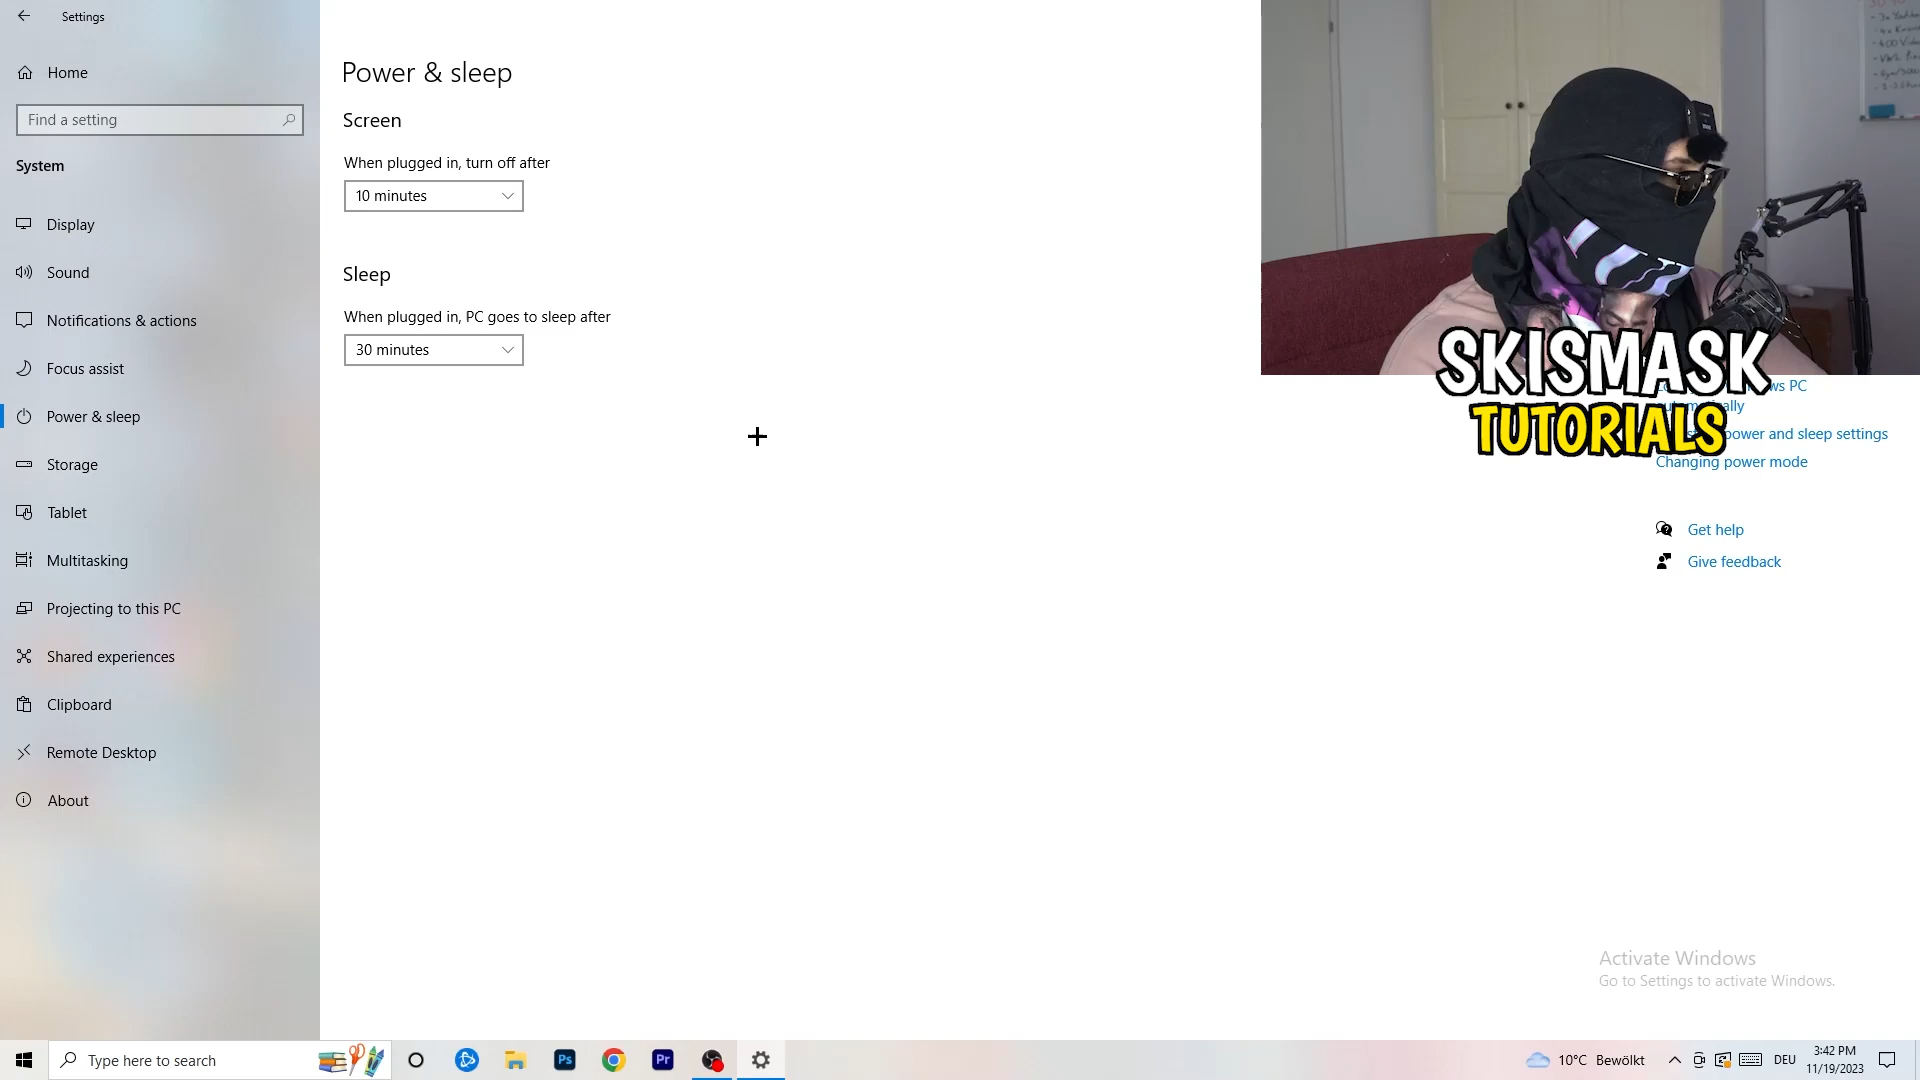 Settings
Home
Find a setting
System
Display
Sound
Notifications & actions
Focus assist
Power & sleep
Storage
Tablet
Multitasking
Projecting to this PC
Shared experiences
Clipboard
Remote Desktop
About
Power & sleep
Screen
When plugged in, turn off after
10 minutes
Sleep
When plugged in, PC goes to sleep after
30 minutes
SKISMASK
TUTORIALS
PC
power and sleep settings
Changing power mode
Get help
Give feedback
Activate Windows
Go to Settings to activate Windows.
Type here to search
Ps
Pr
10°C Bewölkt
DEU
3:42 PM
11/19/2023